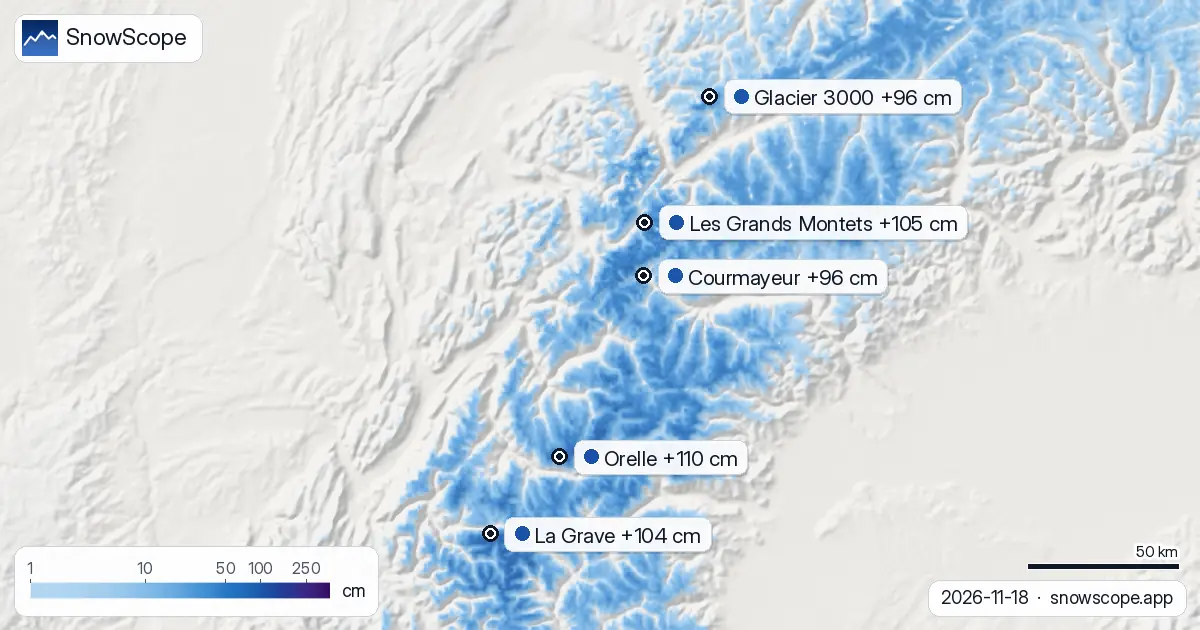 SnowScope
Glacier 3000 +96 cm
Les Grands Montets +105 cm
Courmayeur +96 cm
Orelle +110 cm
La Grave +104 cm
1 10 50 100 250
cm
50 km
2026-11-18 · snowscope.app